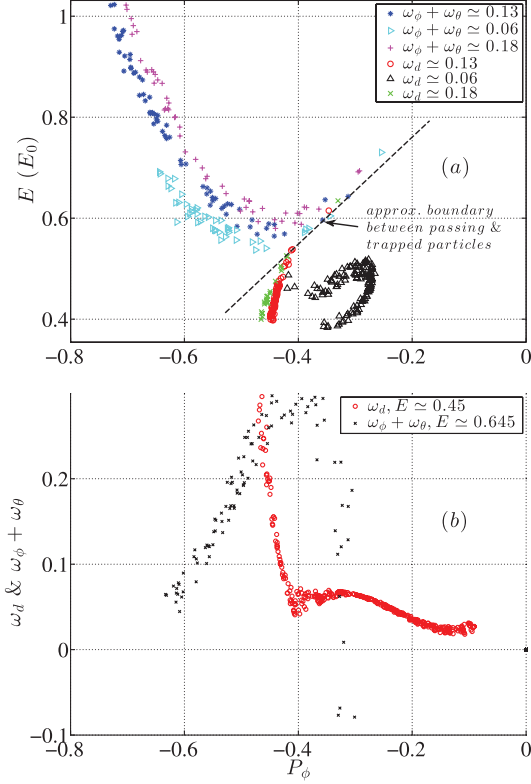 1
0.8
0.6
0.4
E (E₀)
ω_ϕ + ω_θ ≃ 0.13
ω_ϕ + ω_θ ≃ 0.06
ω_ϕ + ω_θ ≃ 0.18
ω_d ≃ 0.13
ω_d ≃ 0.06
ω_d ≃ 0.18
(a)
approx. boundary
between passing &
trapped particles
−0.8 −0.6 −0.4 −0.2 0
0.2
0.1
0
−0.1
ω_d & ω_ϕ + ω_θ
ω_d, E ≃ 0.45
ω_ϕ + ω_θ, E ≃ 0.645
(b)
−0.8 −0.6 −0.4 −0.2 0
P_ϕ